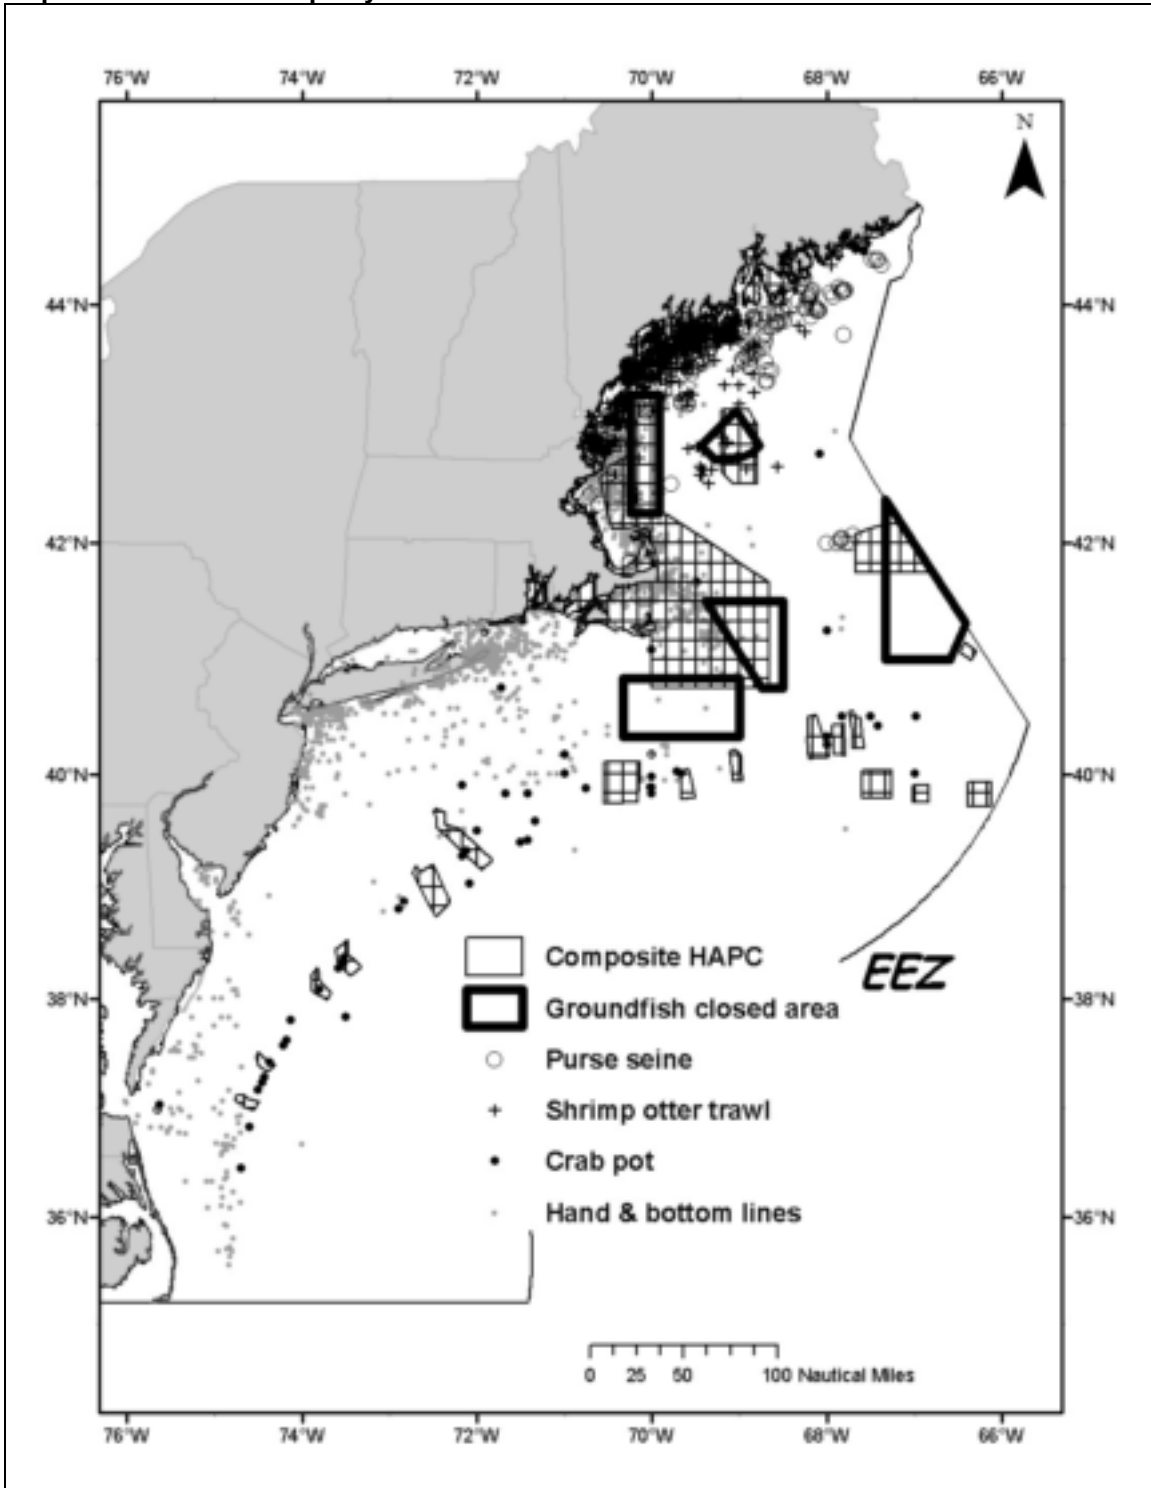 76°W 74°W 72°W 70°W 68°W 66°W
N
44°N 44°N
42°N 42°N
40°N 40°N
EEZ
38°N 38°N
36°N 36°N
Composite HAPC
Groundfish closed area
Purse seine
Shrimp otter trawl
Crab pot
Hand & bottom lines
0 25 50 100 Nautical Miles
76°W 74°W 72°W 70°W 68°W 66°W